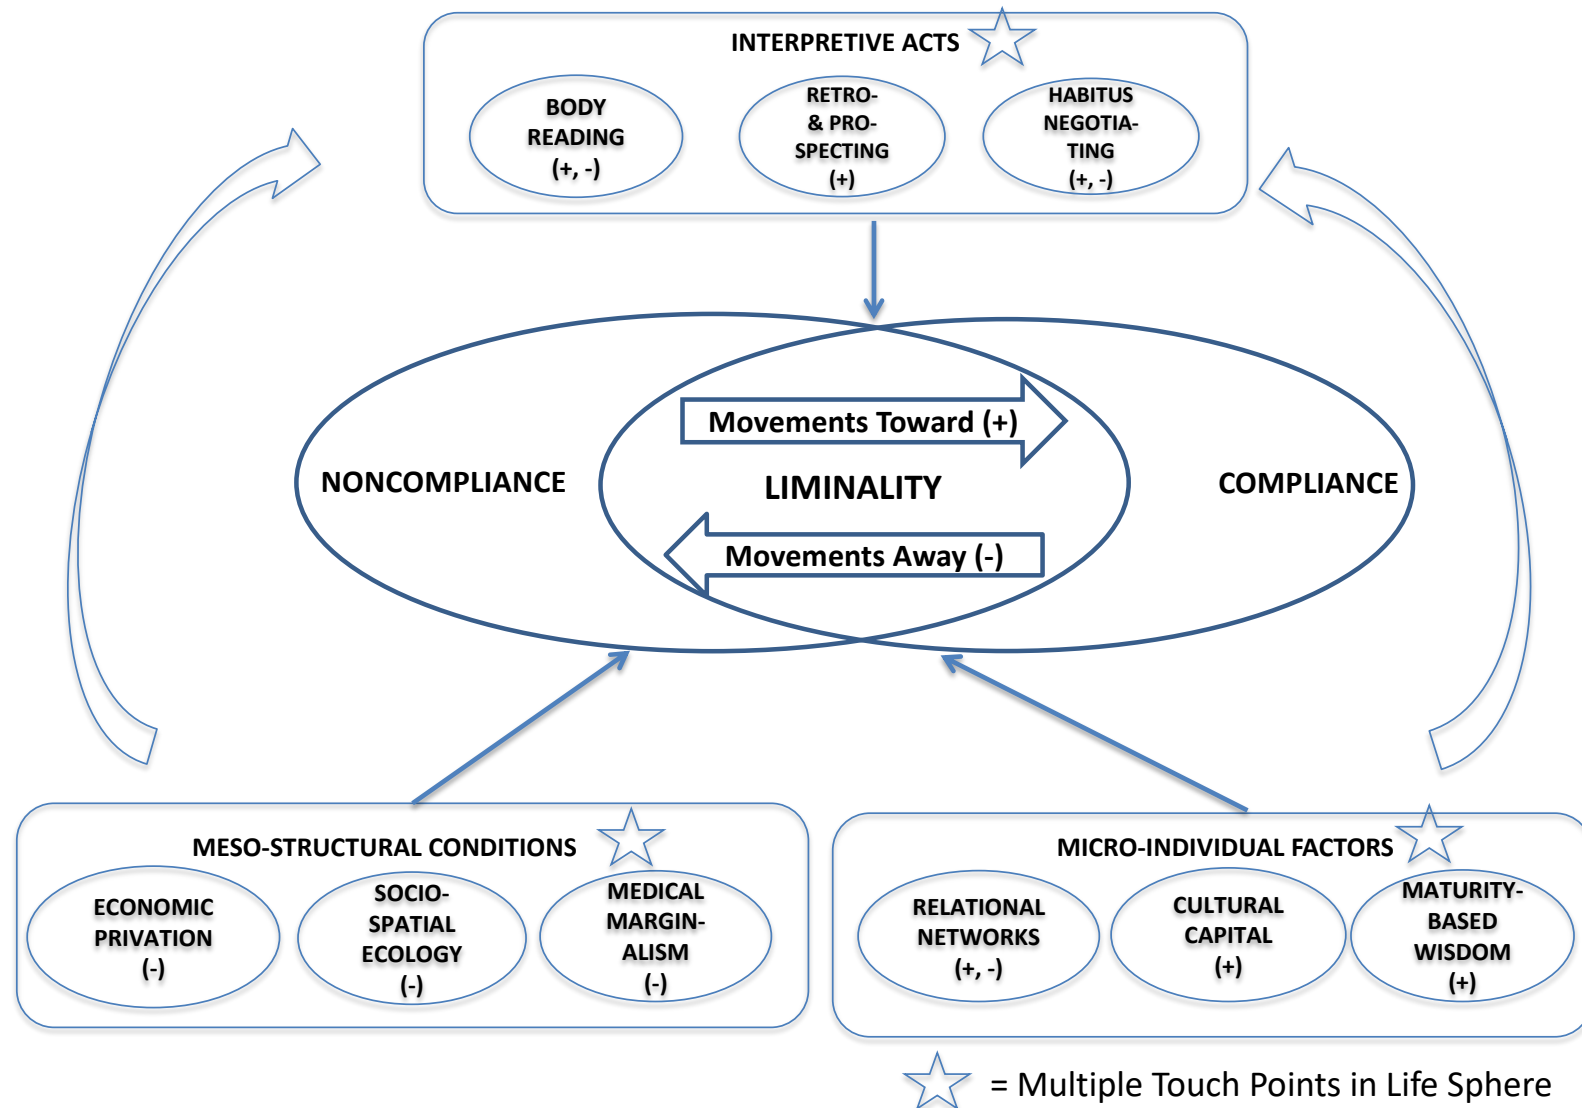 INTERPRETIVE ACTS
BODY
READING
(+, -)
RETRO-
& PRO-
SPECTING
(+)
HABITUS
NEGOTIA-
TING
(+, -)
Movements Toward (+)
NONCOMPLIANCE
LIMINALITY
COMPLIANCE
Movements Away (-)
MESO-STRUCTURAL CONDITIONS
ECONOMIC
PRIVATION
(-)
SOCIO-
SPATIAL
ECOLOGY
(-)
MEDICAL
MARGIN-
ALISM
(-)
MICRO-INDIVIDUAL FACTORS
RELATIONAL
NETWORKS
(+, -)
CULTURAL
CAPITAL
(+)
MATURITY-
BASED
WISDOM
(+)
= Multiple Touch Points in Life Sphere